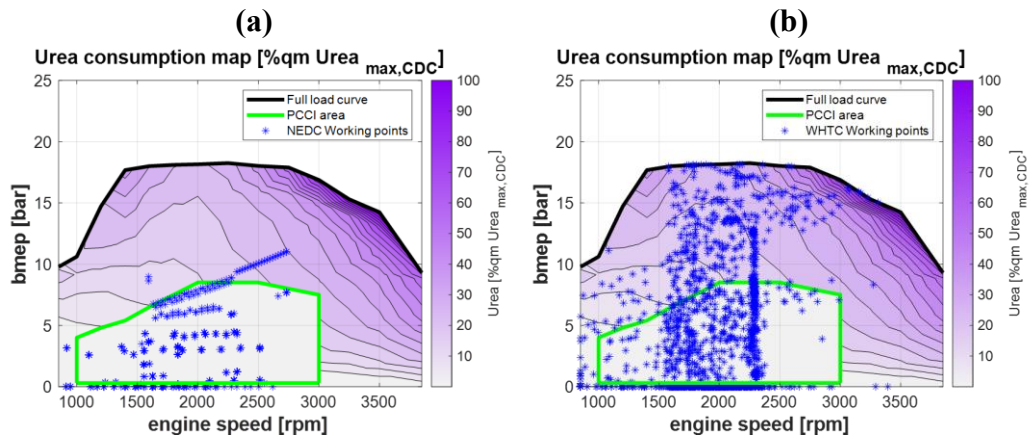 (a)
Urea consumption map [%qm Urea max,CDC]
25
20
15
10
5
0
bmep [bar]
1000 1500 2000 2500 3000 3500
engine speed [rpm]
Full load curve
PCCI area
NEDC Working points
100
90
80
70
60
50
40
30
20
10
Urea [%qm Urea max,CDC]
(b)
Urea consumption map [%qm Urea max,CDC]
25
20
15
10
5
0
bmep [bar]
1000 1500 2000 2500 3000 3500
engine speed [rpm]
Full load curve
PCCI area
WHTC Working points
100
90
80
70
60
50
40
30
20
10
Urea [%qm Urea max,CDC]